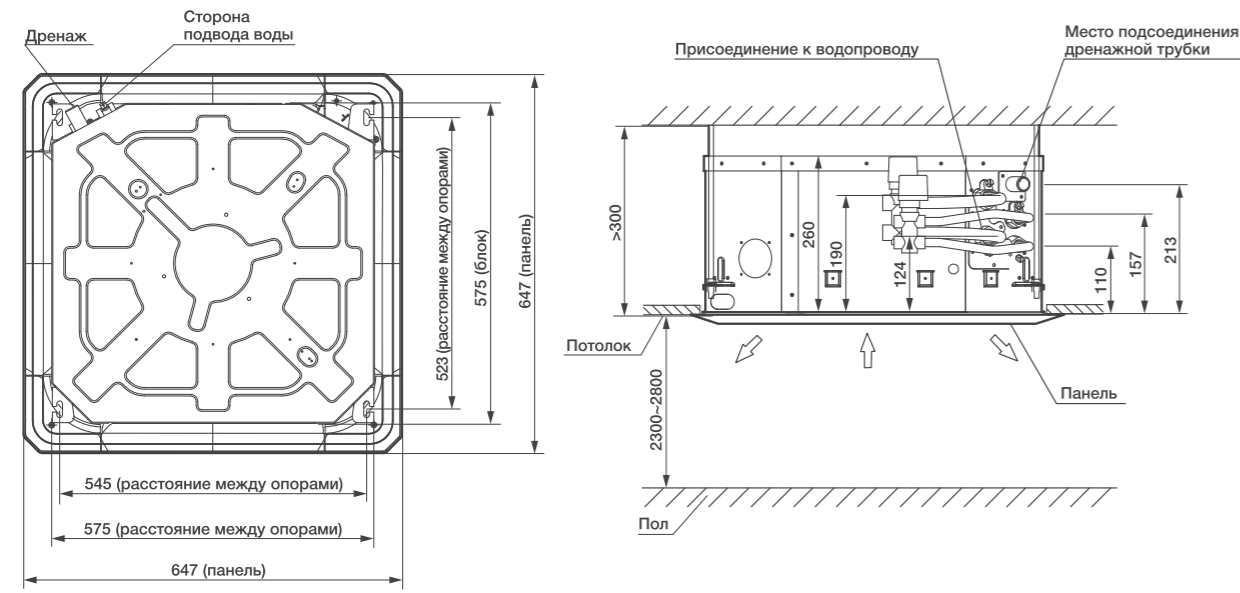 Сторона
подвода воды
Дренаж
523 (расстояние между опорами)
575 (блок)
647 (панель)
545 (расстояние между опорами)
575 (расстояние между опорами)
647 (панель)
Присоединение к водопроводу
Место подсоединения
дренажной трубки
>300
260
190
124
110
157
213
Потолок
2300~2800
Панель
Пол